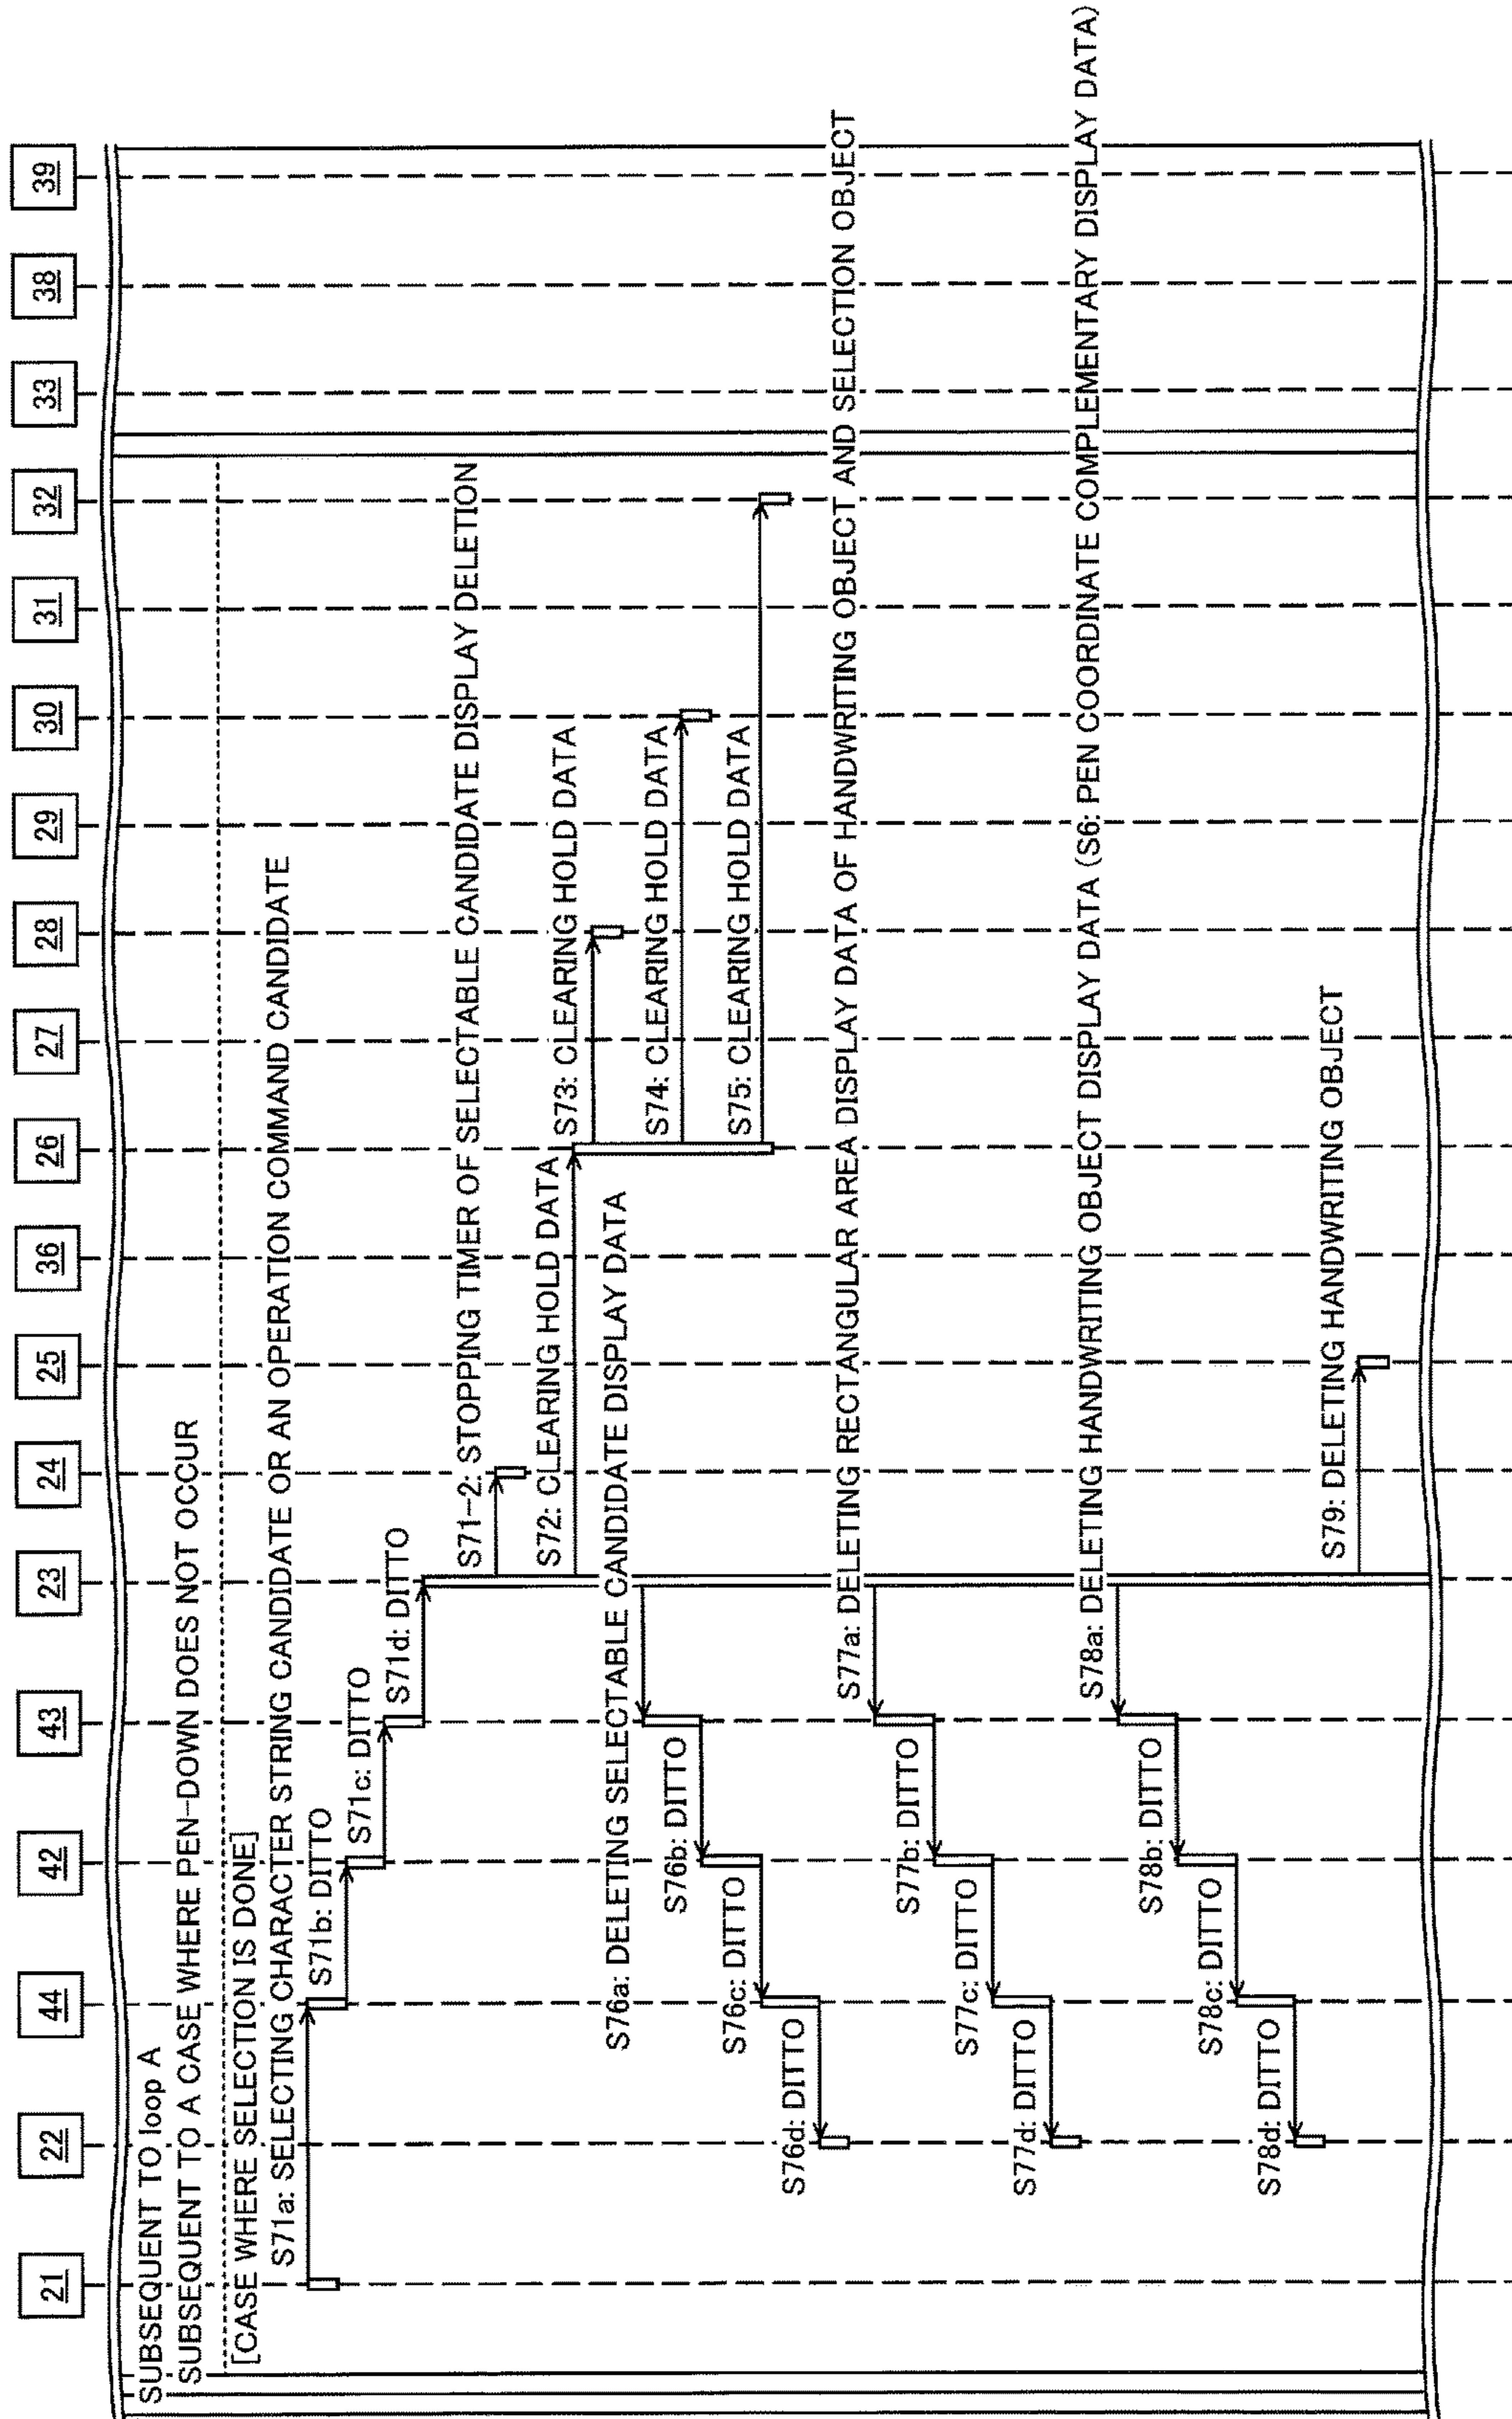 21
22
44
42
43
23
24
25
36
26
27
28
29
30
31
32
33
38
39
SUBSEQUENT TO loop A
SUBSEQUENT TO A CASE WHERE PEN-DOWN DOES NOT OCCUR
[CASE WHERE SELECTION IS DONE]
S71a: SELECTING CHARACTER STRING CANDIDATE OR AN OPERATION COMMAND CANDIDATE
S71b: DITTO
S71c: DITTO
S71d: DITTO
S71-2: STOPPING TIMER OF SELECTABLE CANDIDATE DISPLAY DELETION
S72: CLEARING HOLD DATA
S73: CLEARING HOLD DATA
S74: CLEARING HOLD DATA
S75: CLEARING HOLD DATA
S76a: DELETING SELECTABLE CANDIDATE DISPLAY DATA
S76b: DITTO
S76c: DITTO
S76d: DITTO
S77a: DELETING RECTANGULAR AREA DISPLAY DATA OF HANDWRITING OBJECT AND SELECTION OBJECT
S77b: DITTO
S77c: DITTO
S77d: DITTO
S78a: DELETING HANDWRITING OBJECT DISPLAY DATA (S6: PEN COORDINATE COMPLEMENTARY DISPLAY DATA)
S78b: DITTO
S78c: DITTO
S78d: DITTO
S79: DELETING HANDWRITING OBJECT